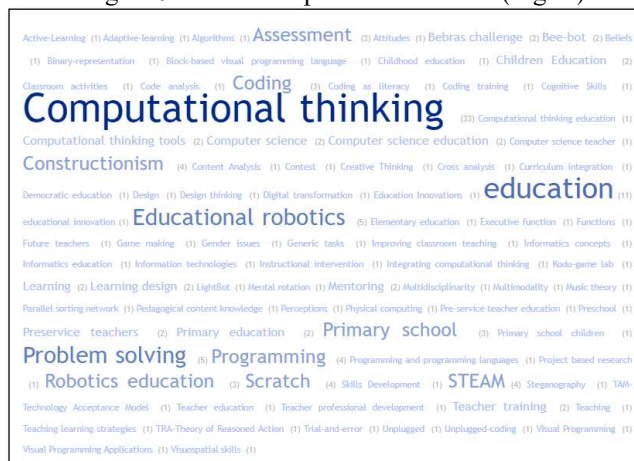 Active-Learning (1) Adaptive-learning (1) Algorithms (1) Assessment (3) Attitudes (1) Bebras challenge (2) Bee-bot (2) Beliefs
(1) Binary-representation (1) Block-based visual programming language (1) Childhood education (1) Children Education (2)
Classroom activities (1) Code analysis (1) Coding (3) Coding as literacy (1) Coding training (1) Cognitive Skills (1)
Computational thinking (33) Computational thinking education (1)
Computational thinking tools (2) Computer science (2) Computer science education (2) Computer science teacher (1)
Constructionism (4) Content Analysis (1) Contest (1) Creative Thinking (1) Cross analysis (1) Curriculum integration (1)
Democratic education (1) Design (1) Design thinking (1) Digital transformation (1) Education Innovations (1) education (11)
educational innovation (1) Educational robotics (5) Elementary education (1) Executive function (1) Functions (1)
Future teachers (1) Game making (1) Gender issues (1) Generic tasks (1) Improving classroom teaching (1) Informatics concepts (1)
Informatics education (1) Information technologies (1) Instructional intervention (1) Integrating computational thinking (1) Kodu-game lab (1)
Learning (2) Learning design (2) LightBot (1) Mental rotation (1) Mentoring (2) Multidisciplinarity (1) Multimodality (1) Music theory (1)
Parallel sorting network (1) Pedagogical content knowledge (1) Perceptions (1) Physical computing (1) Pre-service teacher education (1) Preschool (1)
Preservice teachers (2) Primary education (2) Primary school (3) Primary school children (1)
Problem solving (5) Programming (4) Programming and programming languages (1) Project based research
(1) Robotics education (3) Scratch (4) Skills Development (1) STEAM (4) Steganography (1) TAM-
Technology Acceptance Model (1) Teacher education (1) Teacher professional development (1) Teacher training (2) Teaching (1)
Teaching learning strategies (1) TRA-Theory of Reasoned Action (1) Trial-and-error (1) Unplugged (1) Unplugged-coding (1) Visual Programming (1)
Visual Programming Applications (1) Visuospatial skills (1)